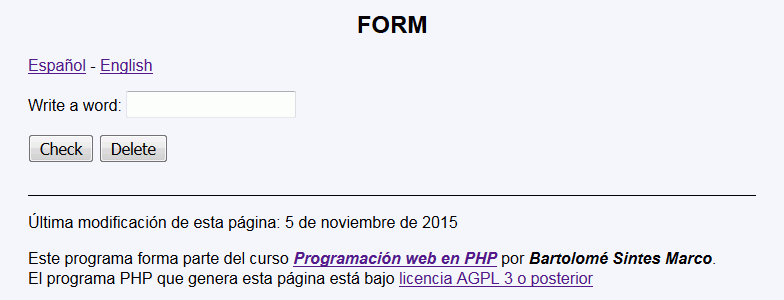 FORM
Español - English
Write a word:
Check Delete
Última modificación de esta página: 5 de noviembre de 2015
Este programa forma parte del curso Programación web en PHP por Bartolomé Sintes Marco.
El programa PHP que genera esta página está bajo licencia AGPL 3 o posterior